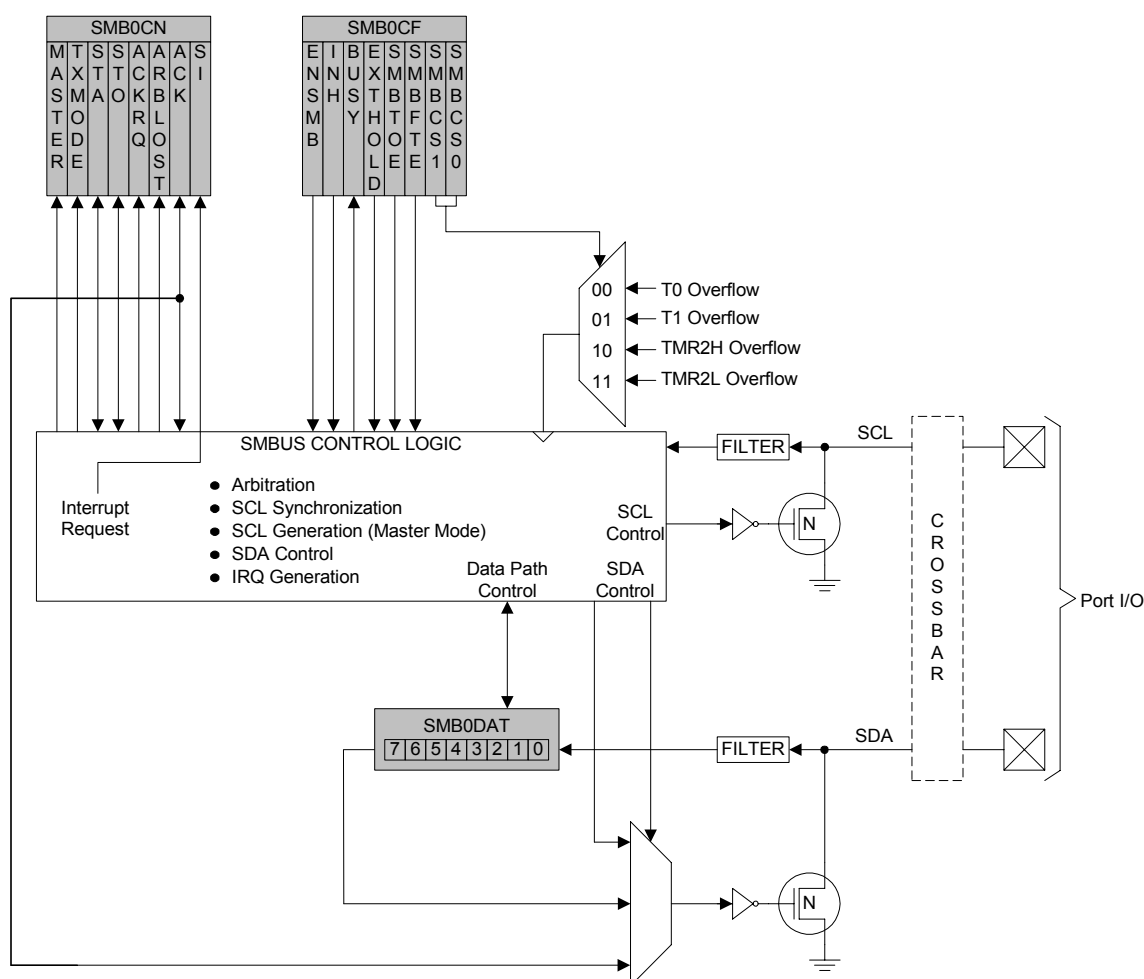 SMB0CN
MASTER
TXMODE
STA
STO
ACKRQ
ARBLOST
ACK
SI
SMB0CF
ENSMB
INH
BUSY
EXTHOLD
SMBTOE
SMBFTE
SMBCS1
SMBCS0
00
T0 Overflow
01
T1 Overflow
10
TMR2H Overflow
11
TMR2L Overflow
SMBUS CONTROL LOGIC
Interrupt
Request
● Arbitration
● SCL Synchronization
● SCL Generation (Master Mode)
● SDA Control
● IRQ Generation
SCL
Control
Data Path
Control
SDA
Control
FILTER
SCL
N
CROSSBAR
Port I/O
SMB0DAT
7 6 5 4 3 2 1 0
FILTER
SDA
N